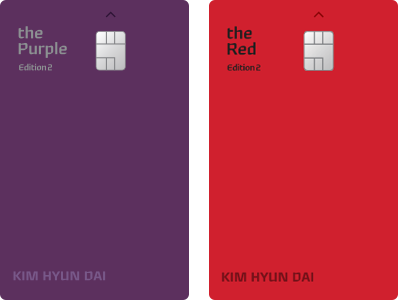 the
Purple
Edition2
KIM HYUN DAI
the
Red
Edition2
KIM HYUN DAI